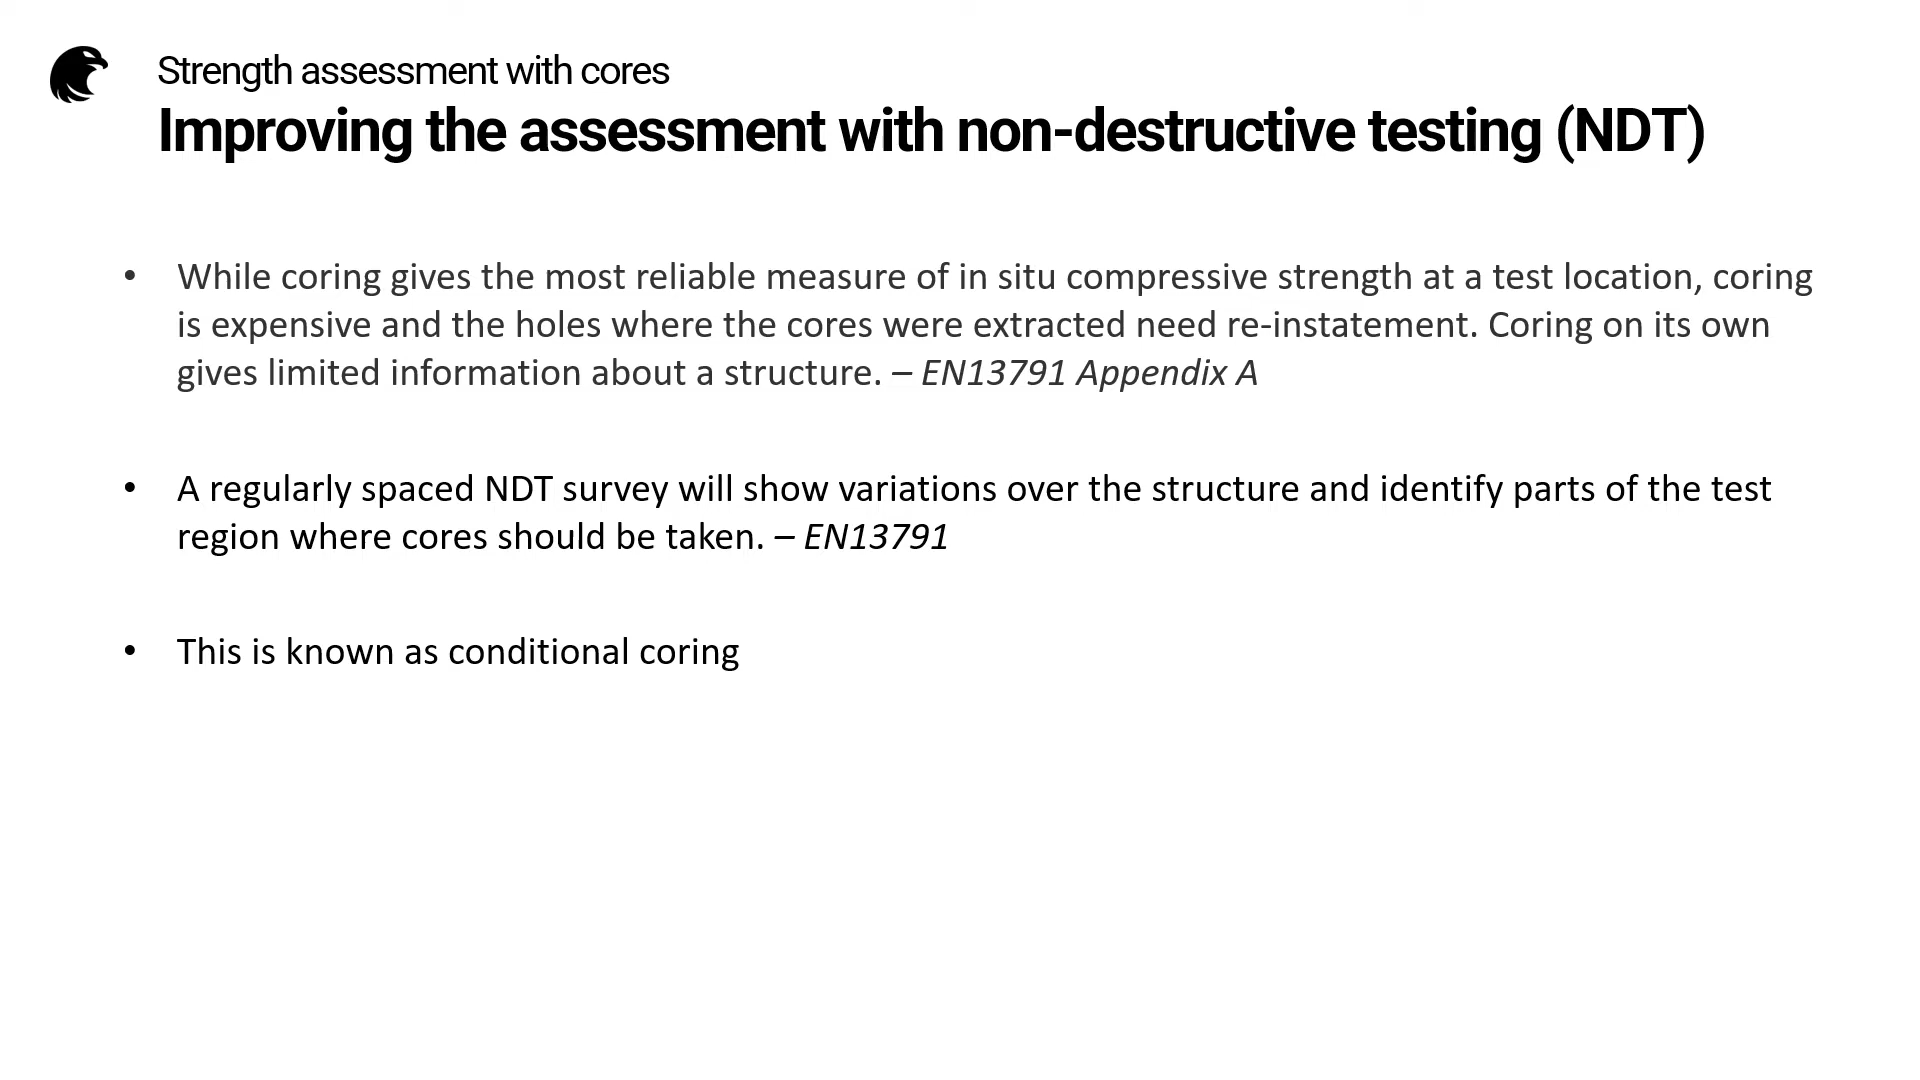 Strength assessment with cores
Improving the assessment with non-destructive testing (NDT)
• While coring gives the most reliable measure of in situ compressive strength at a test location, coring
is expensive and the holes where the cores were extracted need re-instatement. Coring on its own
gives limited information about a structure. – EN13791 Appendix A
• A regularly spaced NDT survey will show variations over the structure and identify parts of the test
region where cores should be taken. – EN13791
• This is known as conditional coring